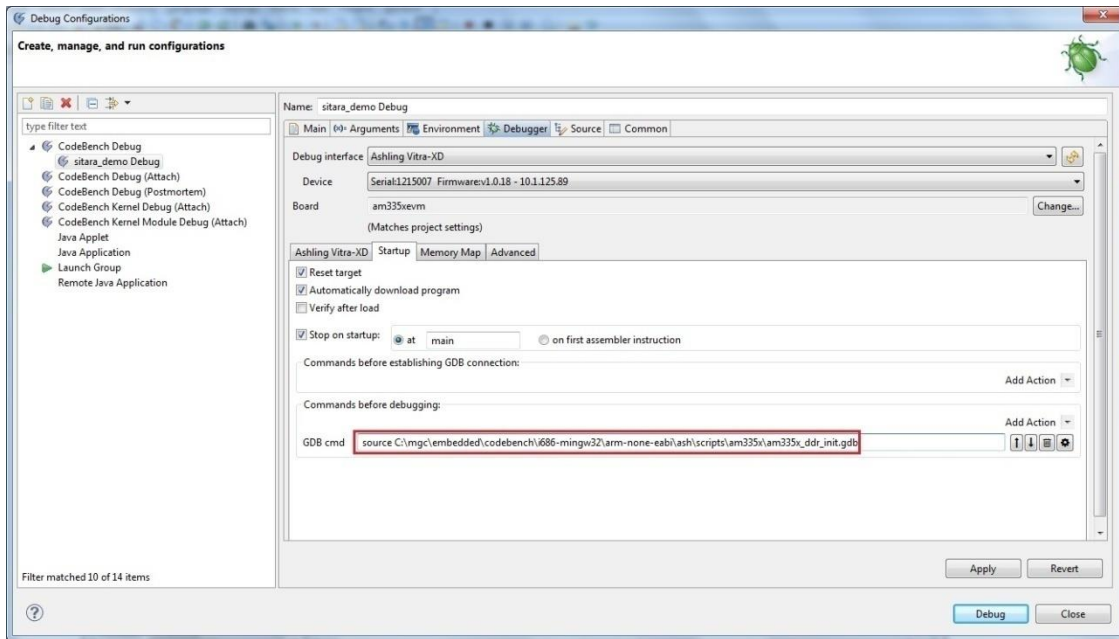 Debug Configurations
Create, manage, and run configurations
type filter text
CodeBench Debug
sitara_demo Debug
CodeBench Debug (Attach)
CodeBench Debug (Postmortem)
CodeBench Kernel Debug (Attach)
CodeBench Kernel Module Debug (Attach)
Java Applet
Java Application
Launch Group
Remote Java Application
Filter matched 10 of 14 items
Name: sitara_demo Debug
Main (x)= Arguments Environment Debugger Source Common
Debug interface Ashling Vitra-XD
Device Serial:1215007 Firmware:v1.0.18 - 10.1.125.89
Board am335xevm Change...
(Matches project settings)
Ashling Vitra-XD Startup Memory Map Advanced
Reset target
Automatically download program
Verify after load
Stop on startup: at main on first assembler instruction
Commands before establishing GDB connection:
Add Action
Commands before debugging:
Add Action
GDB cmd source C:\mgc\embedded\codebench\i686-mingw32\arm-none-eabi\ash\scripts\am335x\am335x_ddr_init.gdb
Apply Revert
Debug Close